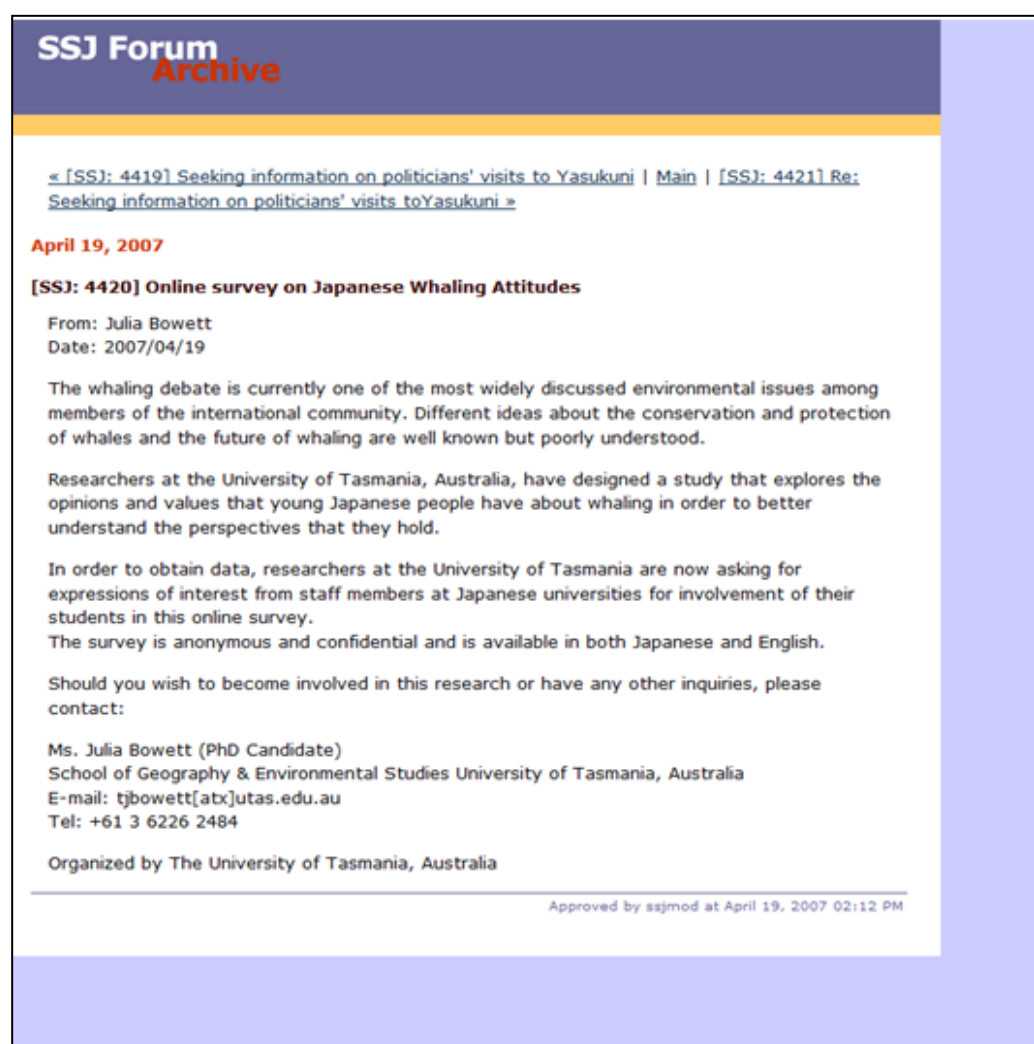 SSJ Forum
Archive
« [SSJ: 4419] Seeking information on politicians' visits to Yasukuni | Main | [SSJ: 4421] Re:
Seeking information on politicians' visits toYasukuni »
April 19, 2007
[SSJ: 4420] Online survey on Japanese Whaling Attitudes
From: Julia Bowett
Date: 2007/04/19
The whaling debate is currently one of the most widely discussed environmental issues among
members of the international community. Different ideas about the conservation and protection
of whales and the future of whaling are well known but poorly understood.
Researchers at the University of Tasmania, Australia, have designed a study that explores the
opinions and values that young Japanese people have about whaling in order to better
understand the perspectives that they hold.
In order to obtain data, researchers at the University of Tasmania are now asking for
expressions of interest from staff members at Japanese universities for involvement of their
students in this online survey.
The survey is anonymous and confidential and is available in both Japanese and English.
Should you wish to become involved in this research or have any other inquiries, please
contact:
Ms. Julia Bowett (PhD Candidate)
School of Geography & Environmental Studies University of Tasmania, Australia
E-mail: tjbowett[atx]utas.edu.au
Tel: +61 3 6226 2484
Organized by The University of Tasmania, Australia
Approved by ssjmod at April 19, 2007 02:12 PM